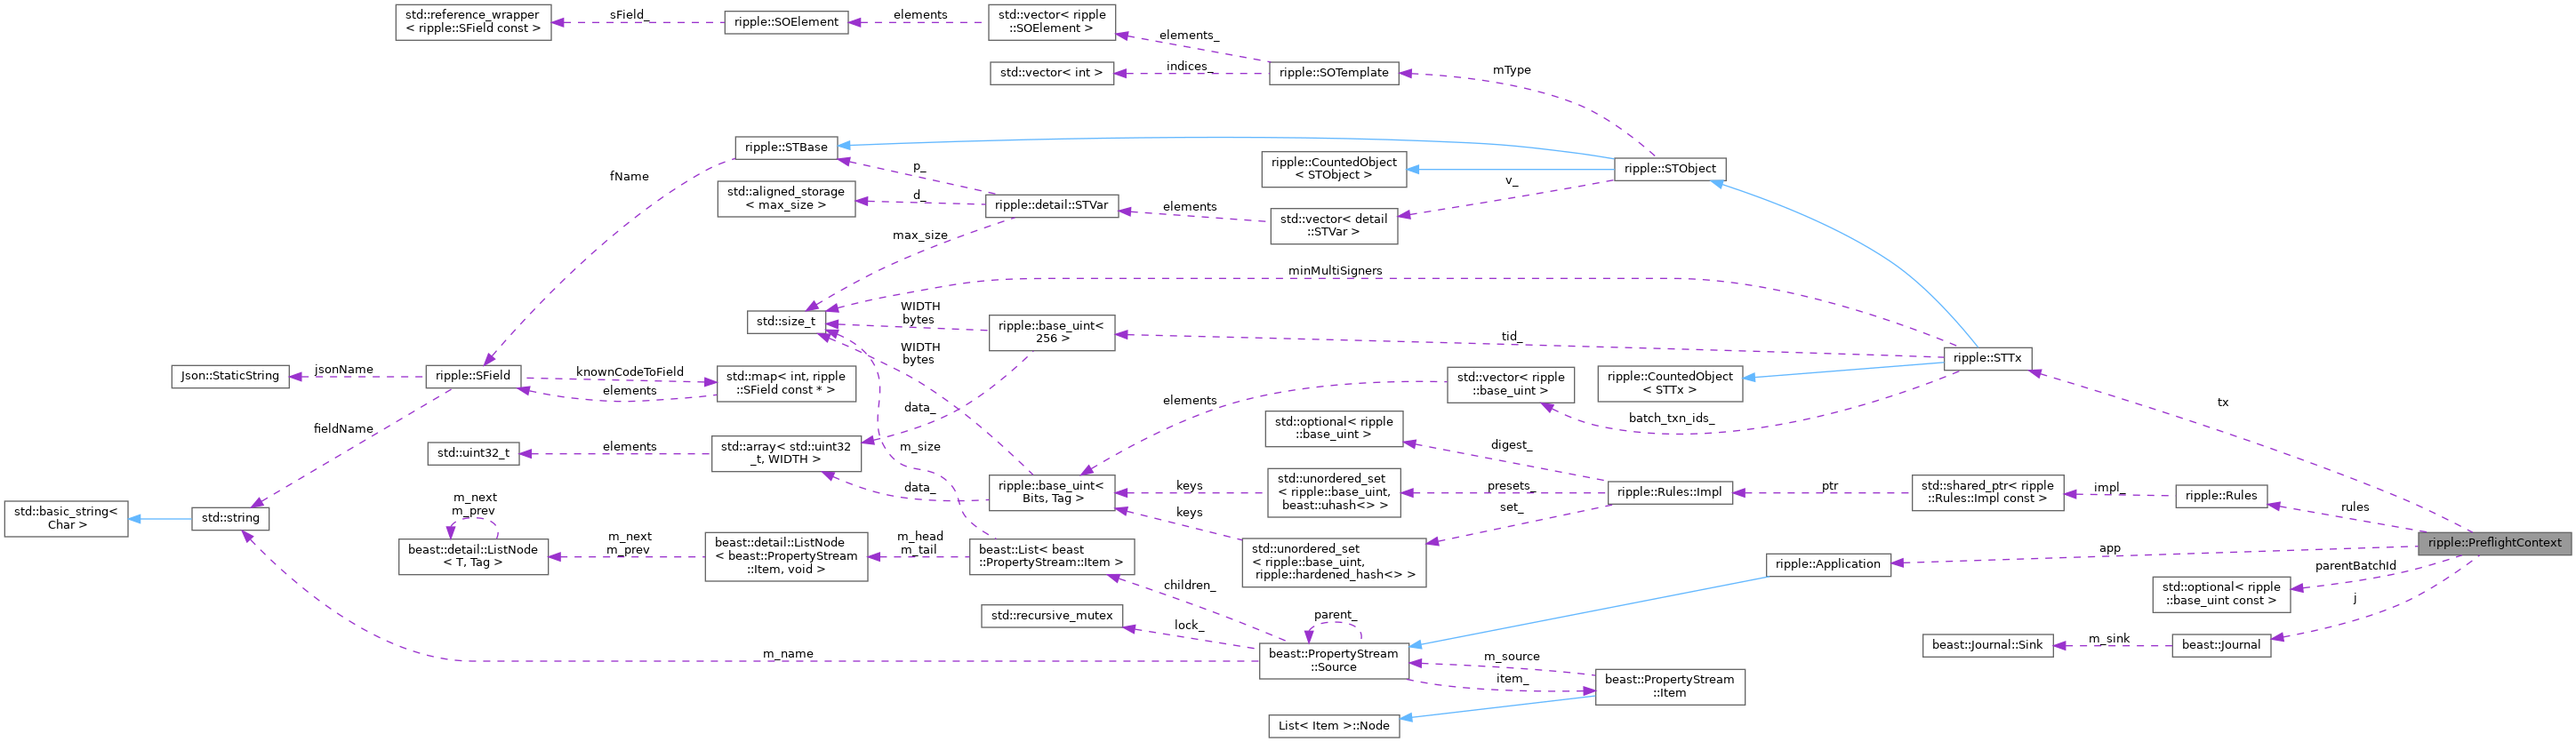 std::reference_wrapper
< ripple::SField const >
sField_
ripple::SOElement
elements
std::vector< ripple
::SOElement >
elements_
std::vector< int >
indices_
ripple::SOTemplate
mType
ripple::STBase
fName
p_
std::aligned_storage
< max_size >
d_
ripple::detail::STVar
elements
ripple::CountedObject
< STObject >
std::vector< detail
::STVar >
v_
ripple::STObject
max_size
minMultiSigners
std::size_t
WIDTH
bytes
ripple::base_uint<
256 >
tid_
WIDTH
bytes
ripple::STTx
Json::StaticString
jsonName
ripple::SField
knownCodeToField
elements
std::map< int, ripple
::SField const * >
std::vector< ripple
::base_uint >
elements
ripple::CountedObject
< STTx >
batch_txn_ids_
tx
data_
fieldName
std::uint32_t
elements
std::array< std::uint32
_t, WIDTH >
m_size
std::optional< ripple
::base_uint >
digest_
data_
ripple::base_uint<
Bits, Tag >
keys
std::unordered_set
< ripple::base_uint,
beast::uhash<> >
presets_
ripple::Rules::Impl
ptr
std::shared_ptr< ripple
::Rules::Impl const >
impl_
ripple::Rules
rules
keys
set_
std::basic_string<
Char >
std::string
m_next
m_prev
beast::detail::ListNode
< T, Tag >
m_next
m_prev
beast::detail::ListNode
< beast::PropertyStream
::Item, void >
m_head
m_tail
beast::List< beast
::PropertyStream::Item >
std::unordered_set
< ripple::base_uint,
ripple::hardened_hash<> >
ripple::PreflightContext
app
ripple::Application
parentBatchId
std::optional< ripple
::base_uint const >
j
children_
std::recursive_mutex
lock_
parent_
m_name
beast::PropertyStream
::Source
m_source
item_
beast::PropertyStream
::Item
List< Item >::Node
beast::Journal::Sink
m_sink
beast::Journal